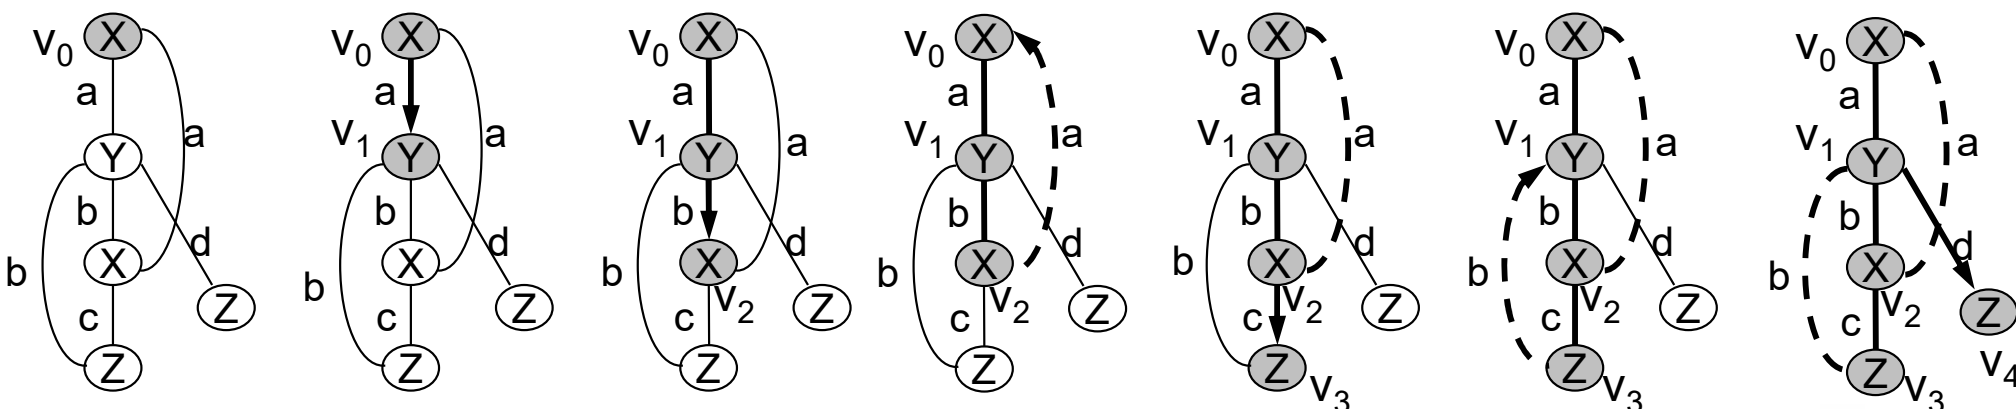 v0 X a a Y b b d X c Z Z
v0 X a a v1 Y b b d X c Z Z
v0 X a a v1 Y b b d X v2 c Z Z
v0 X a a v1 Y b b d X v2 c Z Z
v0 X a a v1 Y b b d X v2 c Z Z v3
v0 X a a v1 Y b b d X v2 c Z Z v3
v0 X a a v1 Y b b d X v2 c Z v4 Z v3